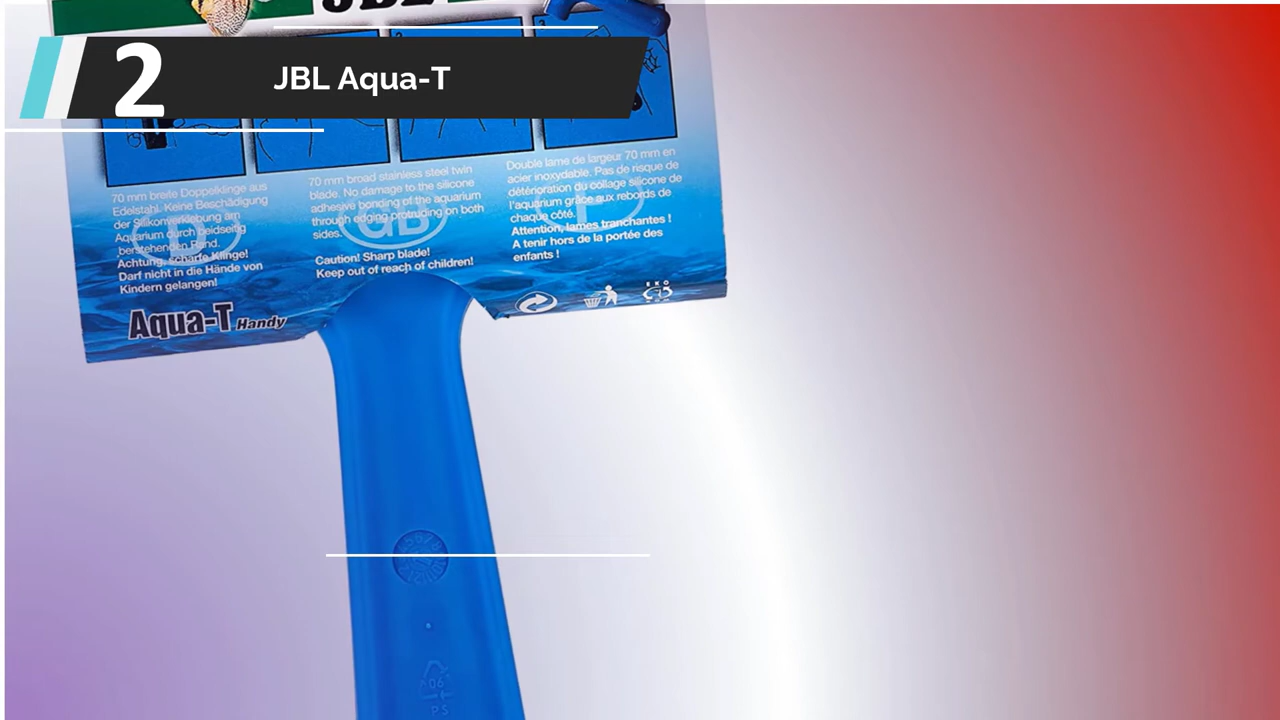 JBL
2
JBL Aqua-T
70 mm breite Doppelklinge aus
Edelstahl. Keine Beschädigung
der Silikonverklebung am
Aquarium durch beidseitig
berstehenden Rand.
Achtung, scharfe Klinge!
Darf nicht in die Hände von
Kindern gelangen!
D
70 mm broad stainless steel twin
blade. No damage to the silicone
adhesive bonding of the aquarium
through edging protruding on both
sides.
Caution! Sharp blade!
Keep out of reach of children!
GB
Double lame de largeur 70 mm en
acier inoxydable. Pas de risque de
détérioration du collage silicone de
l'aquarium grâce aux rebords de
chaque côté.
Attention, lames tranchantes !
A tenir hors de la portée des
enfants !
F
EKO
Aqua-T Handy
06
PS